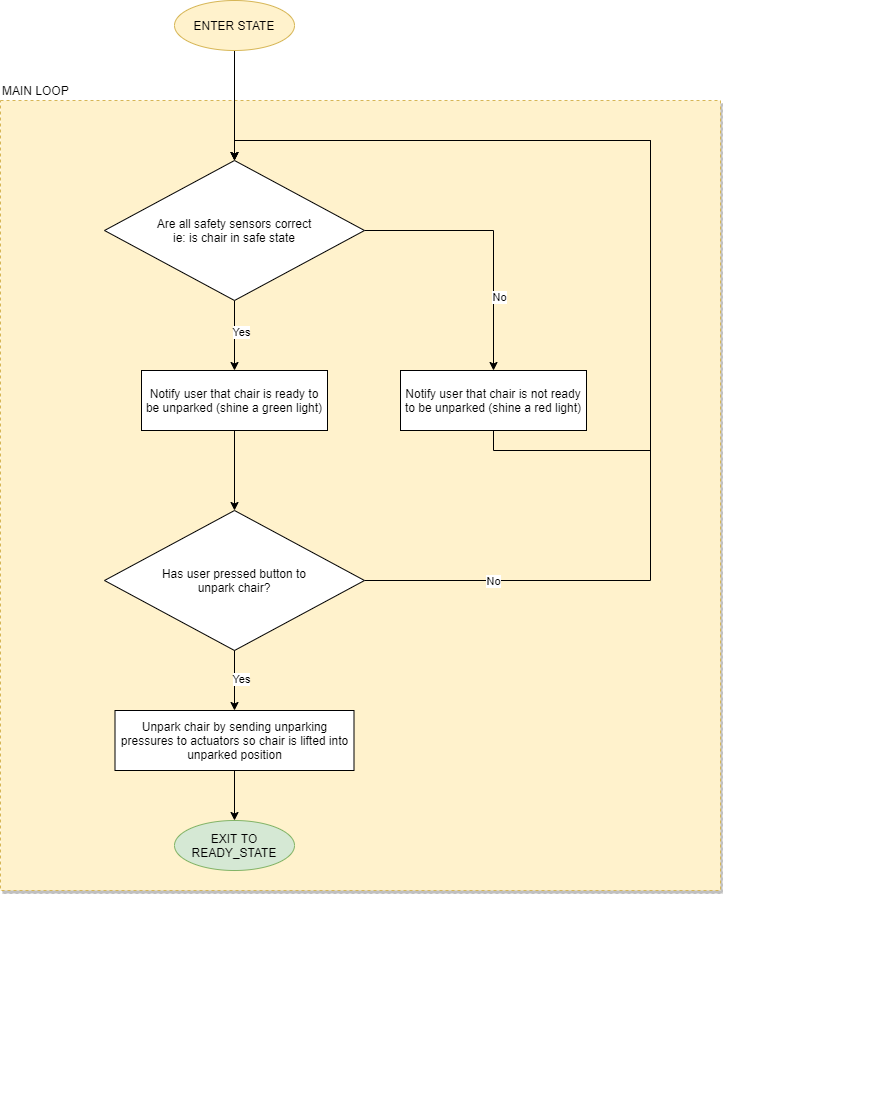 ENTER STATE
MAIN LOOP
Are all safety sensors correct
ie: is chair in safe state
No
Yes
Notify user that chair is ready to
be unparked (shine a green light)
Notify user that chair is not ready
to be unparked (shine a red light)
Has user pressed button to
unpark chair?
No
Yes
Unpark chair by sending unparking
pressures to actuators so chair is lifted into
unparked position
EXIT TO
READY_STATE